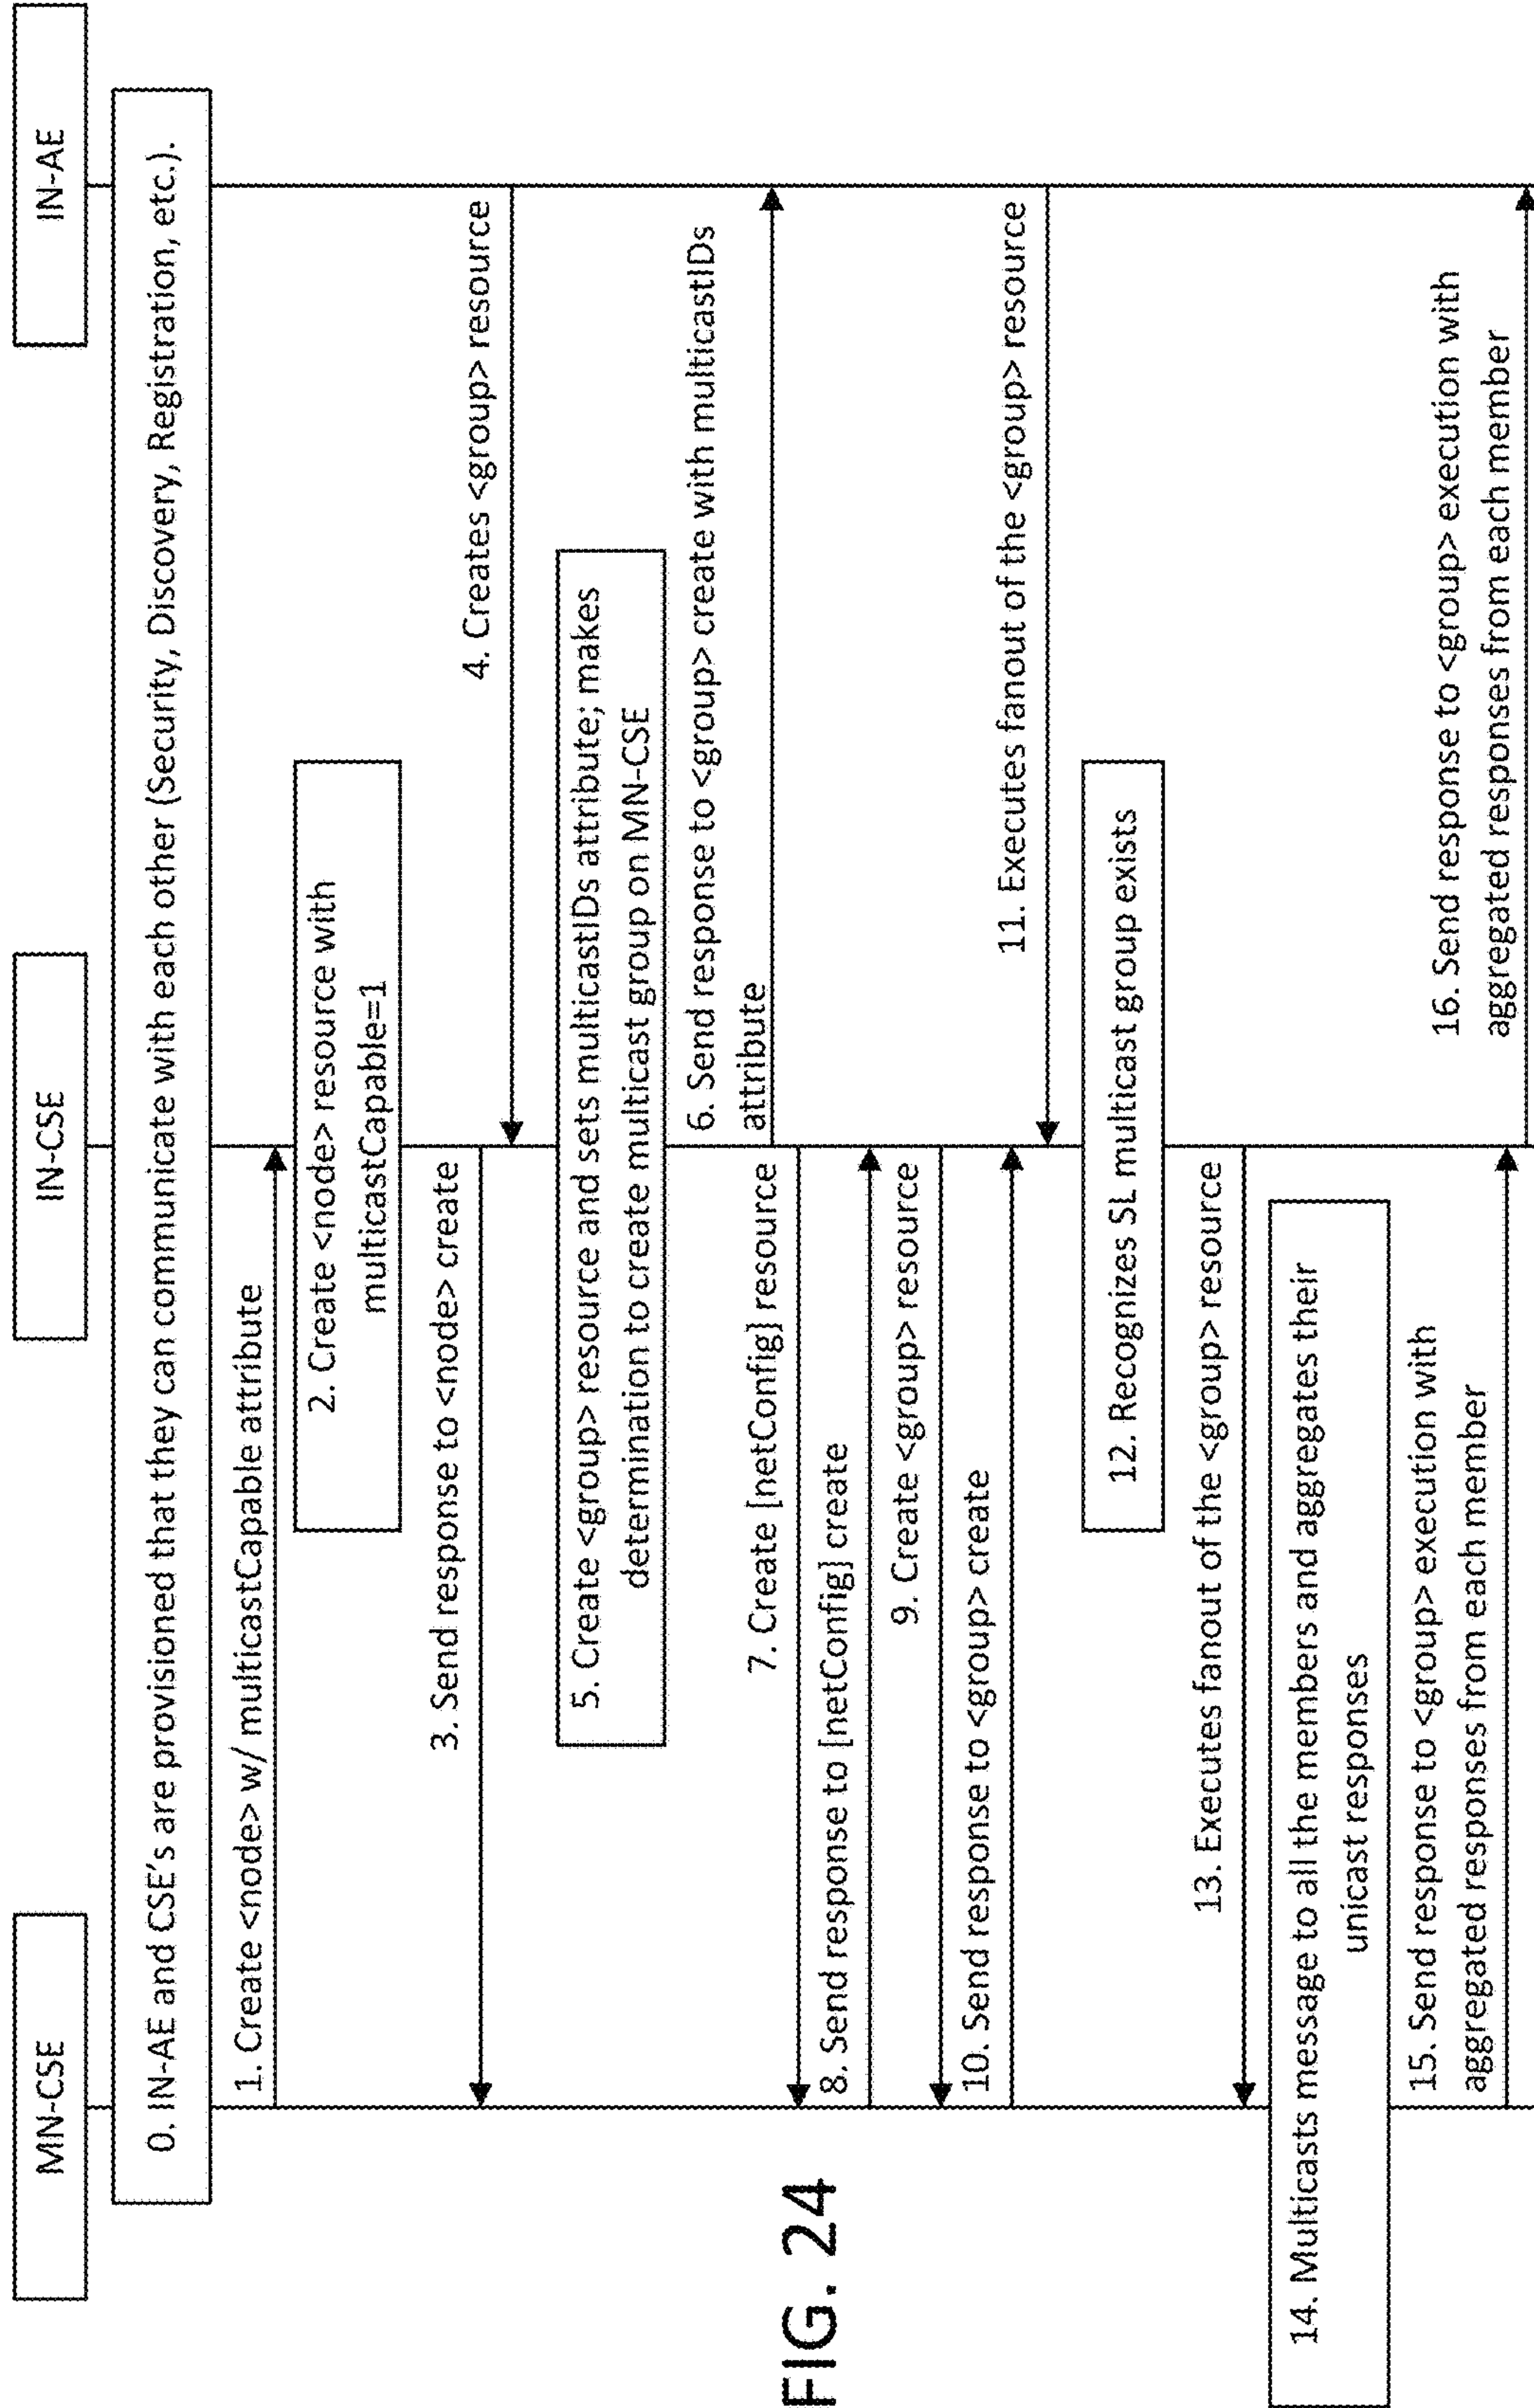 MN-CSE
IN-CSE
IN-AE
0. IN-AE and CSE's are provisioned that they can communicate with each other (Security, Discovery, Registration, etc.).
1. Create <node> w/ multicastCapable attribute
2. Create <node> resource with
multicastCapable=1
3. Send response to <node> create
4. Creates <group> resource
5. Create <group> resource and sets multicastIDs attribute; makes
determination to create multicast group on MN-CSE
6. Send response to <group> create with multicastIDs
attribute
7. Create [netConfig] resource
8. Send response to [netConfig] create
9. Create <group> resource
10. Send response to <group> create
11. Executes fanout of the <group> resource
12. Recognizes SL multicast group exists
13. Executes fanout of the <group> resource
14. Multicasts message to all the members and aggregates their
unicast responses
15. Send response to <group> execution with
aggregated responses from each member
16. Send response to <group> execution with
aggregated responses from each member
FIG. 24